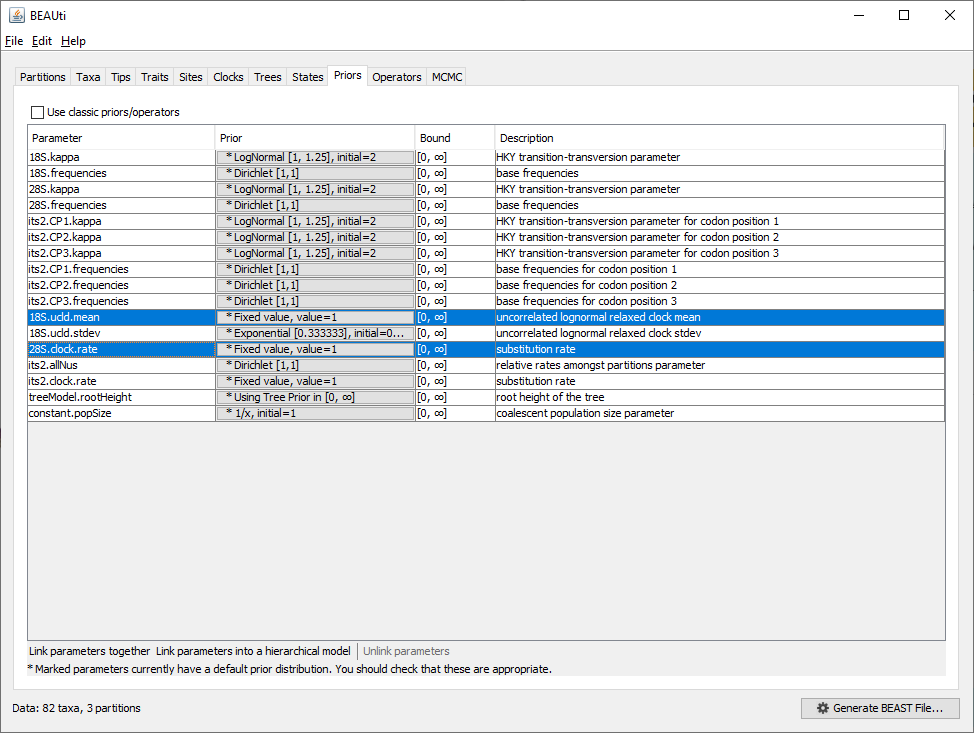 BEAUti
File Edit Help
Partitions Taxa Tips Traits Sites Clocks Trees States Priors Operators MCMC
Use classic priors/operators
Parameter Prior Bound Description
18S.kappa * LogNormal [1, 1.25], initial=2 [0, ∞] HKY transition-transversion parameter
18S.frequencies * Dirichlet [1,1] [0, ∞] base frequencies
28S.kappa * LogNormal [1, 1.25], initial=2 [0, ∞] HKY transition-transversion parameter
28S.frequencies * Dirichlet [1,1] [0, ∞] base frequencies
its2.CP1.kappa * LogNormal [1, 1.25], initial=2 [0, ∞] HKY transition-transversion parameter for codon position 1
its2.CP2.kappa * LogNormal [1, 1.25], initial=2 [0, ∞] HKY transition-transversion parameter for codon position 2
its2.CP3.kappa * LogNormal [1, 1.25], initial=2 [0, ∞] HKY transition-transversion parameter for codon position 3
its2.CP1.frequencies * Dirichlet [1,1] [0, ∞] base frequencies for codon position 1
its2.CP2.frequencies * Dirichlet [1,1] [0, ∞] base frequencies for codon position 2
its2.CP3.frequencies * Dirichlet [1,1] [0, ∞] base frequencies for codon position 3
18S.ucld.mean * Fixed value, value=1 [0, ∞] uncorrelated lognormal relaxed clock mean
18S.ucld.stdev * Exponential [0.333333], initial=0... [0, ∞] uncorrelated lognormal relaxed clock stdev
28S.clock.rate * Fixed value, value=1 [0, ∞] substitution rate
its2.allNus * Dirichlet [1,1] [0, ∞] relative rates amongst partitions parameter
its2.clock.rate * Fixed value, value=1 [0, ∞] substitution rate
treeModel.rootHeight * Using Tree Prior in [0, ∞] [0, ∞] root height of the tree
constant.popSize * 1/x, initial=1 [0, ∞] coalescent population size parameter
Link parameters together Link parameters into a hierarchical model Unlink parameters
* Marked parameters currently have a default prior distribution. You should check that these are appropriate.
Data: 82 taxa, 3 partitions Generate BEAST File...